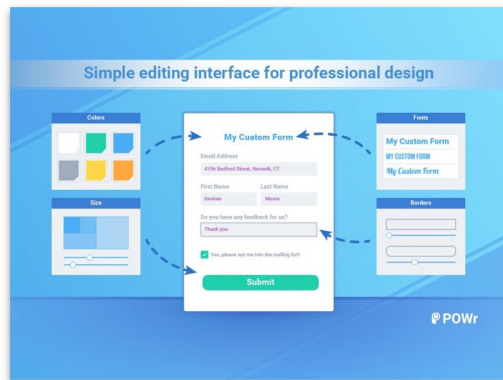 Simple editing interface for professional design
Colors
Size
My Custom Form
Email Address
4156 Bedford Street, Norwalk, CT
First Name
Last Name
Desiree
Moore
Do you have any feedback for us?
Thank you
Yes, please opt me into the mailing list!
Submit
Fonts
My Custom Form
MY CUSTOM FORM
My Custom Form
Borders
POWr